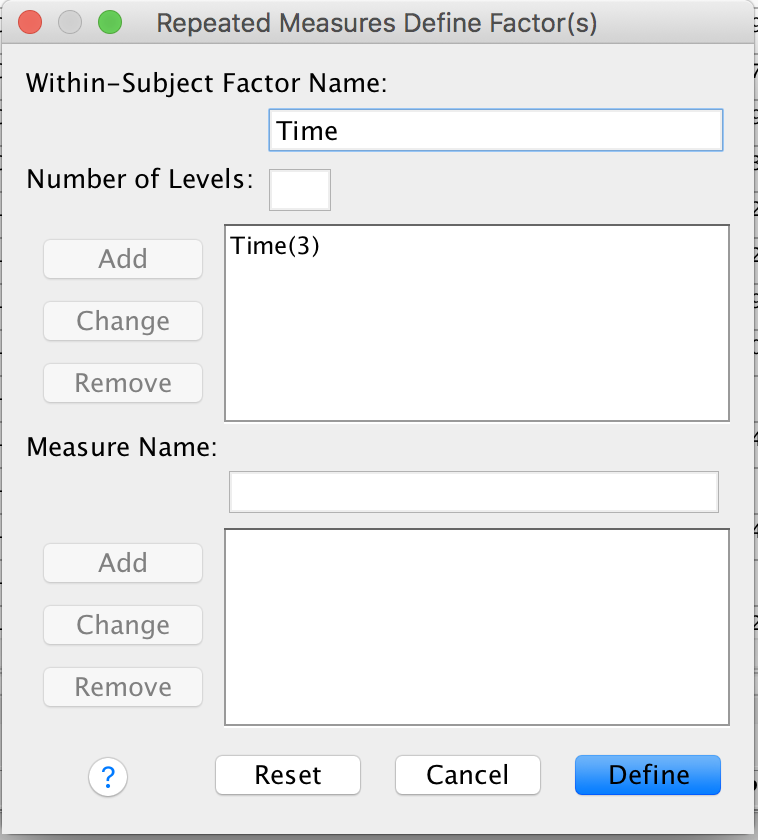 Repeated Measures Define Factor(s)
Within-Subject Factor Name:
Time
Number of Levels:
Add
Time(3)
Change
Remove
Measure Name:
Add
Change
Remove
? Reset Cancel Define